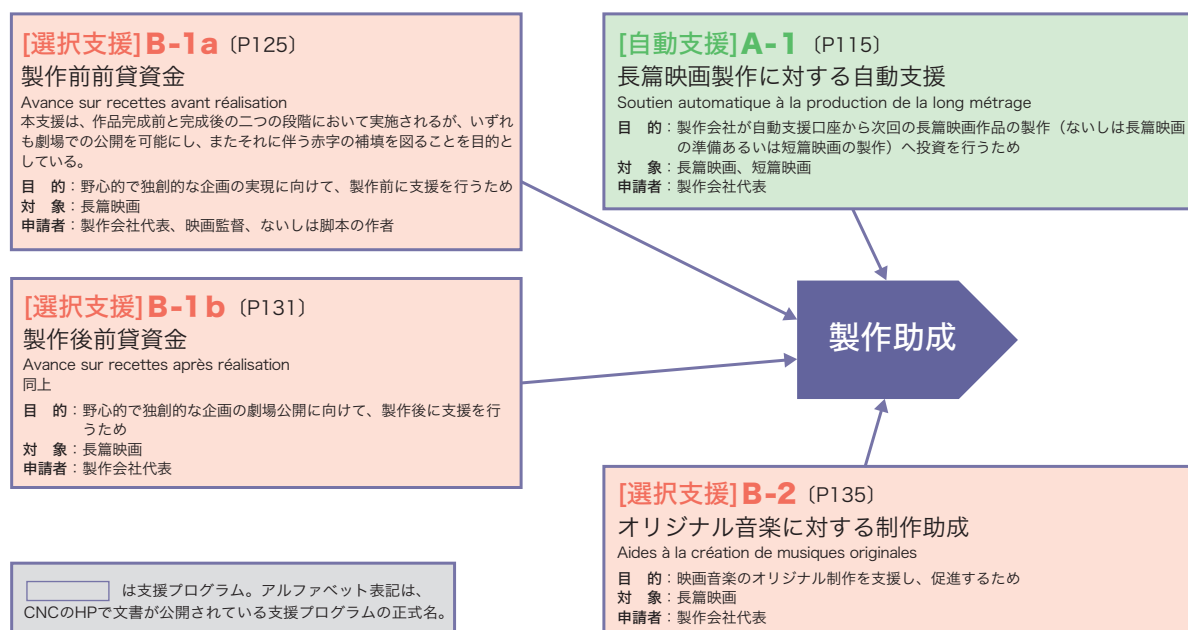 [選択支援]B-1a〔P125〕
製作前前貸資金
Avance sur recettes avant réalisation
本支援は、作品完成前と完成後の二つの段階において実施されるが、いずれ
も劇場での公開を可能にし、またそれに伴う赤字の補填を図ることを目的と
している。
目　的：野心的で独創的な企画の実現に向けて、製作前に支援を行うため
対　象：長篇映画
申請者：製作会社代表、映画監督、ないしは脚本の作者
[選択支援]B-1b〔P131〕
製作後前貸資金
Avance sur recettes après réalisation
同上
目　的：野心的で独創的な企画の劇場公開に向けて、製作後に支援を行
うため
対　象：長篇映画
申請者：製作会社代表
[自動支援]A-1〔P115〕
長篇映画製作に対する自動支援
Soutien automatique à la production de la long métrage
目　的：製作会社が自動支援口座から次回の長篇映画作品の製作（ないしは長篇映画
の準備あるいは短篇映画の製作）へ投資を行うため
対　象：長篇映画、短篇映画
申請者：製作会社代表
製作助成
[選択支援]B-2〔P135〕
オリジナル音楽に対する制作助成
Aides à la création de musiques originales
目　的：映画音楽のオリジナル制作を支援し、促進するため
対　象：長篇映画
申請者：製作会社代表
は支援プログラム。アルファベット表記は、
CNCのHPで文書が公開されている支援プログラムの正式名。